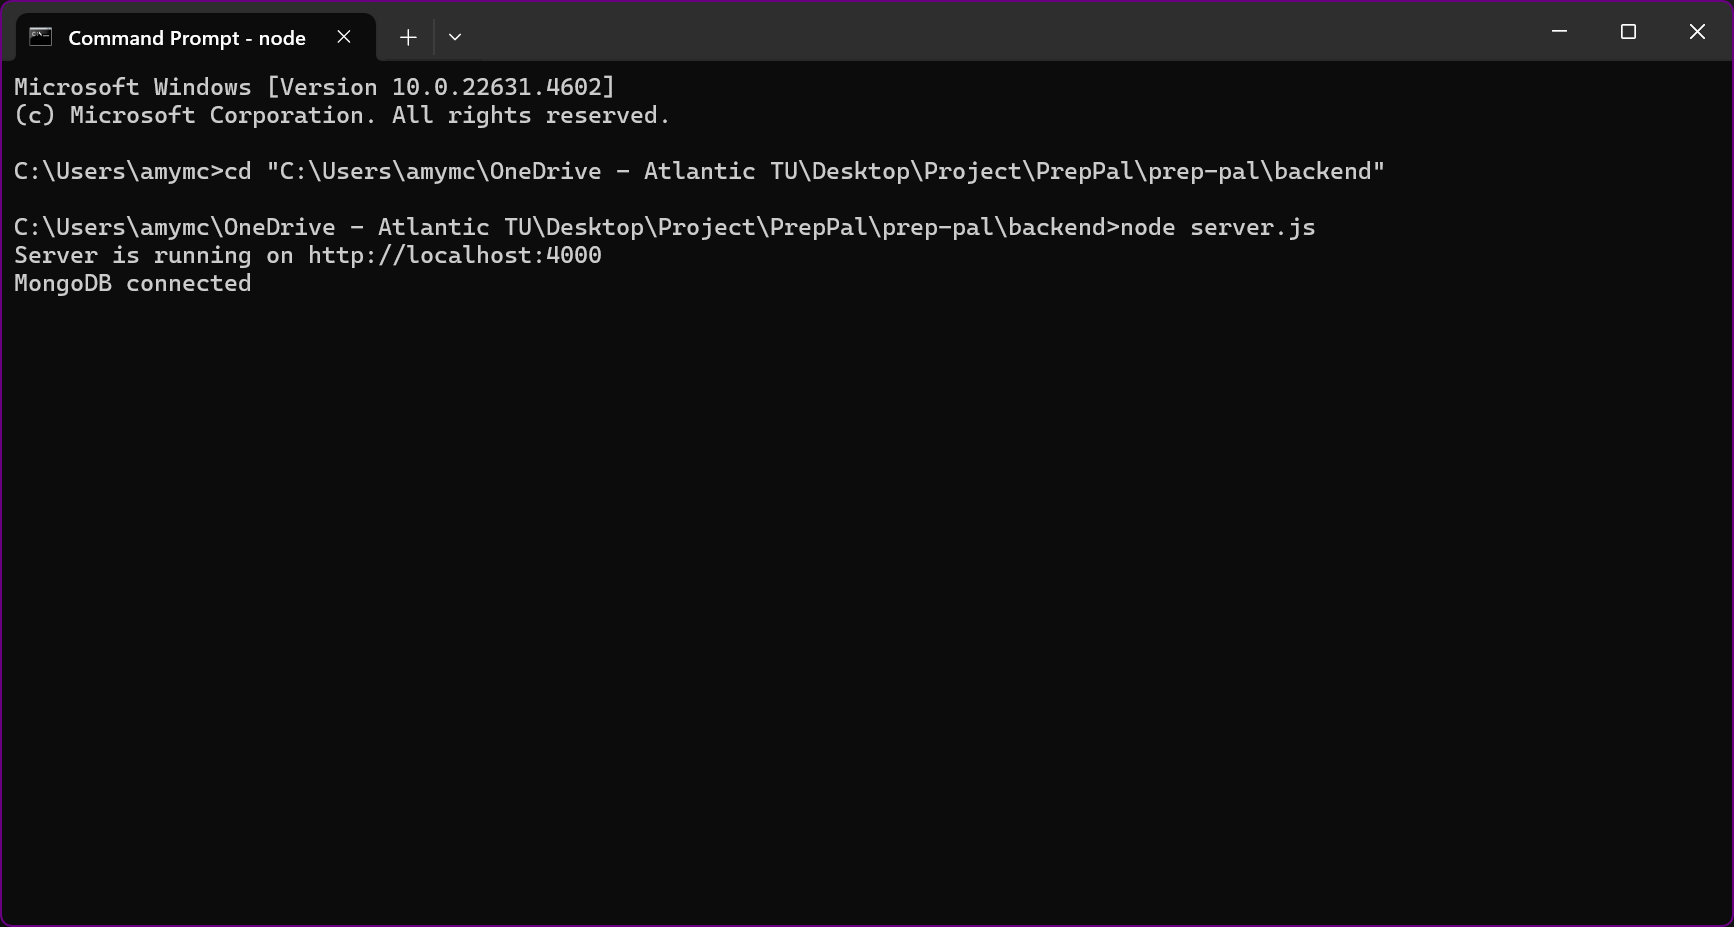 Command Prompt - node
Microsoft Windows [Version 10.0.22631.4602]
(c) Microsoft Corporation. All rights reserved.
C:\Users\amymc>cd "C:\Users\amymc\OneDrive - Atlantic TU\Desktop\Project\PrepPal\prep-pal\backend"
C:\Users\amymc\OneDrive - Atlantic TU\Desktop\Project\PrepPal\prep-pal\backend>node server.js
Server is running on http://localhost:4000
MongoDB connected